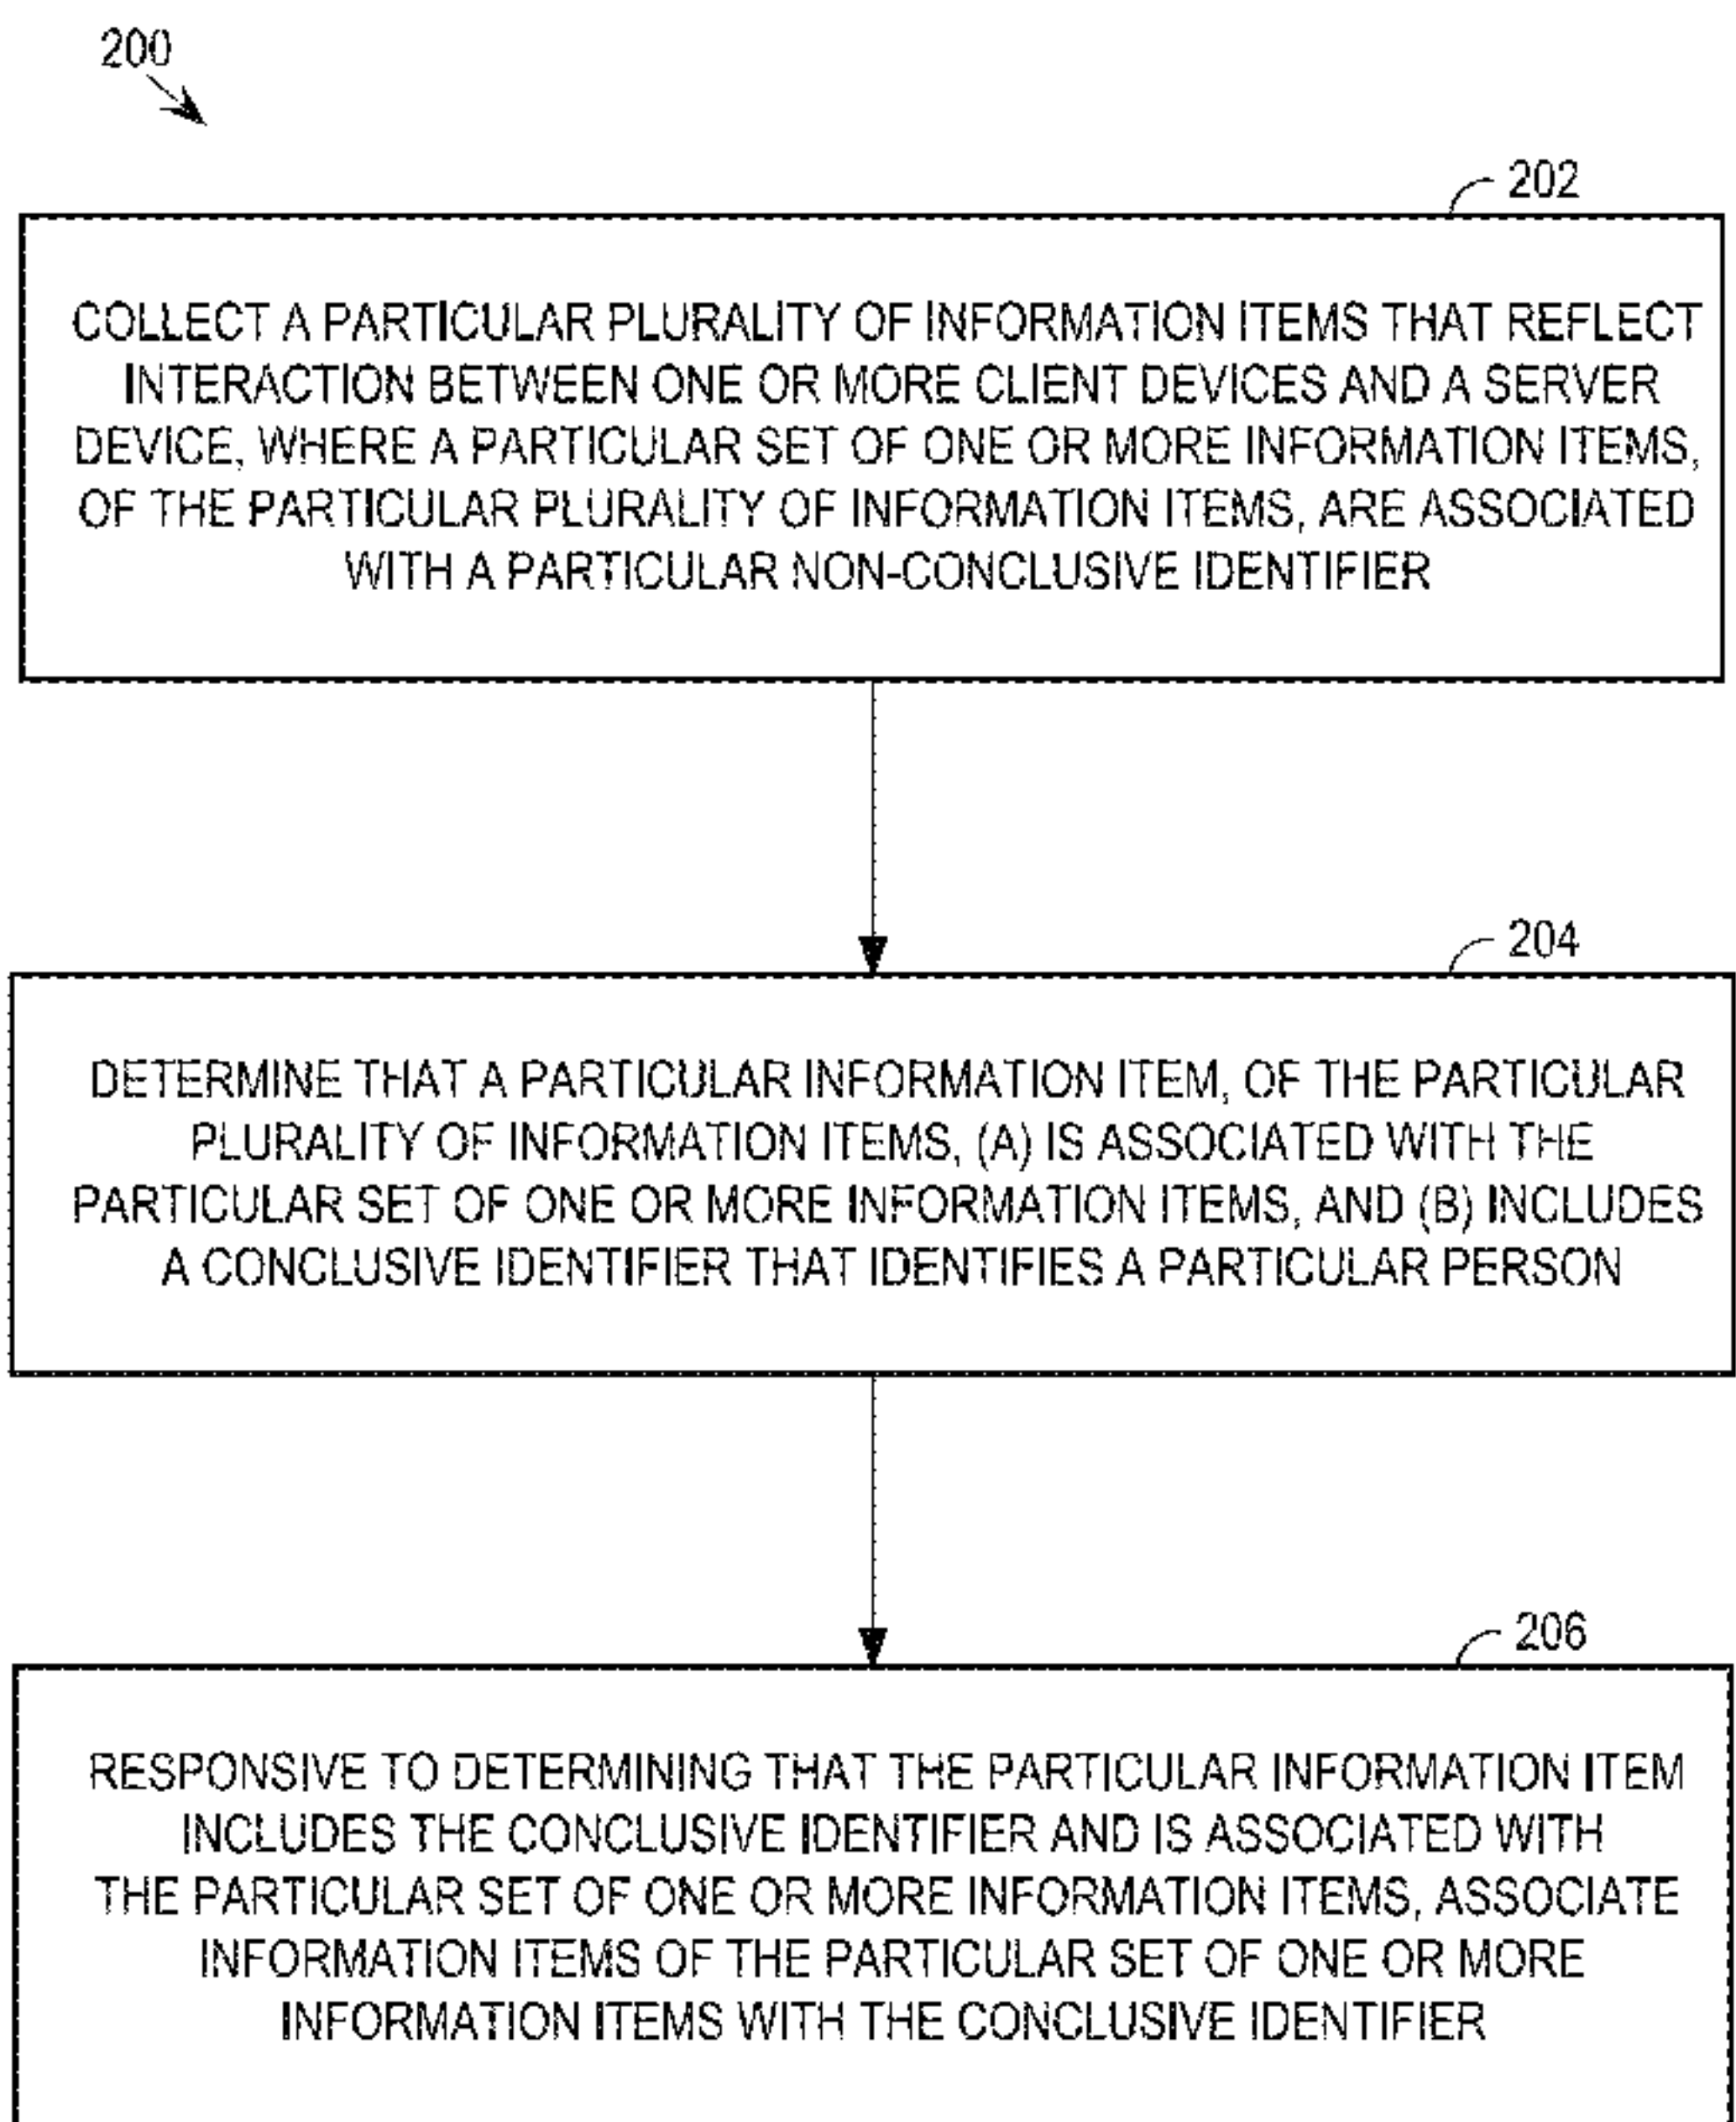 200
202
COLLECT A PARTICULAR PLURALITY OF INFORMATION ITEMS THAT REFLECT
INTERACTION BETWEEN ONE OR MORE CLIENT DEVICES AND A SERVER
DEVICE, WHERE A PARTICULAR SET OF ONE OR MORE INFORMATION ITEMS,
OF THE PARTICULAR PLURALITY OF INFORMATION ITEMS, ARE ASSOCIATED
WITH A PARTICULAR NON-CONCLUSIVE IDENTIFIER
204
DETERMINE THAT A PARTICULAR INFORMATION ITEM, OF THE PARTICULAR
PLURALITY OF INFORMATION ITEMS, (A) IS ASSOCIATED WITH THE
PARTICULAR SET OF ONE OR MORE INFORMATION ITEMS, AND (B) INCLUDES
A CONCLUSIVE IDENTIFIER THAT IDENTIFIES A PARTICULAR PERSON
206
RESPONSIVE TO DETERMINING THAT THE PARTICULAR INFORMATION ITEM
INCLUDES THE CONCLUSIVE IDENTIFIER AND IS ASSOCIATED WITH
THE PARTICULAR SET OF ONE OR MORE INFORMATION ITEMS, ASSOCIATE
INFORMATION ITEMS OF THE PARTICULAR SET OF ONE OR MORE
INFORMATION ITEMS WITH THE CONCLUSIVE IDENTIFIER